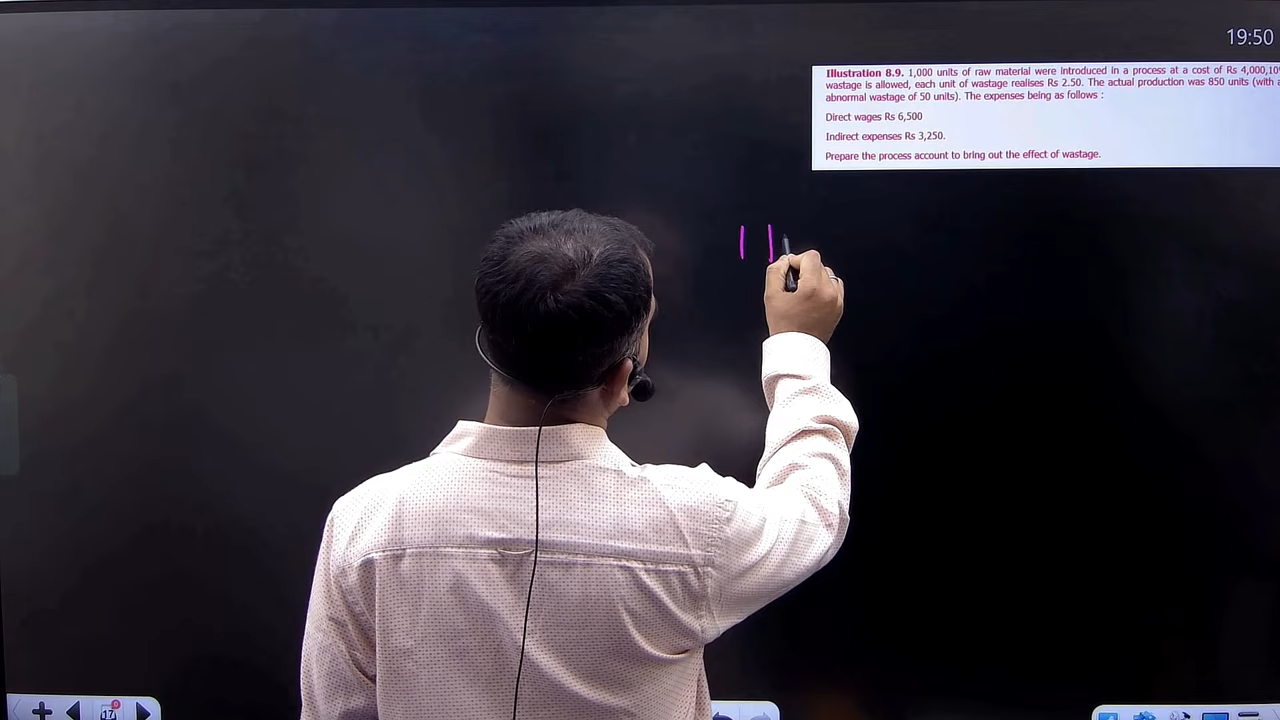 19:50
Illustration 8.9. 1,000 units of raw material were introduced in a process at a cost of Rs 4,000,10%
wastage is allowed, each unit of wastage realises Rs 2.50. The actual production was 850 units (with a
abnormal wastage of 50 units). The expenses being as follows :
Direct wages Rs 6,500
Indirect expenses Rs 3,250.
Prepare the process account to bring out the effect of wastage.
17